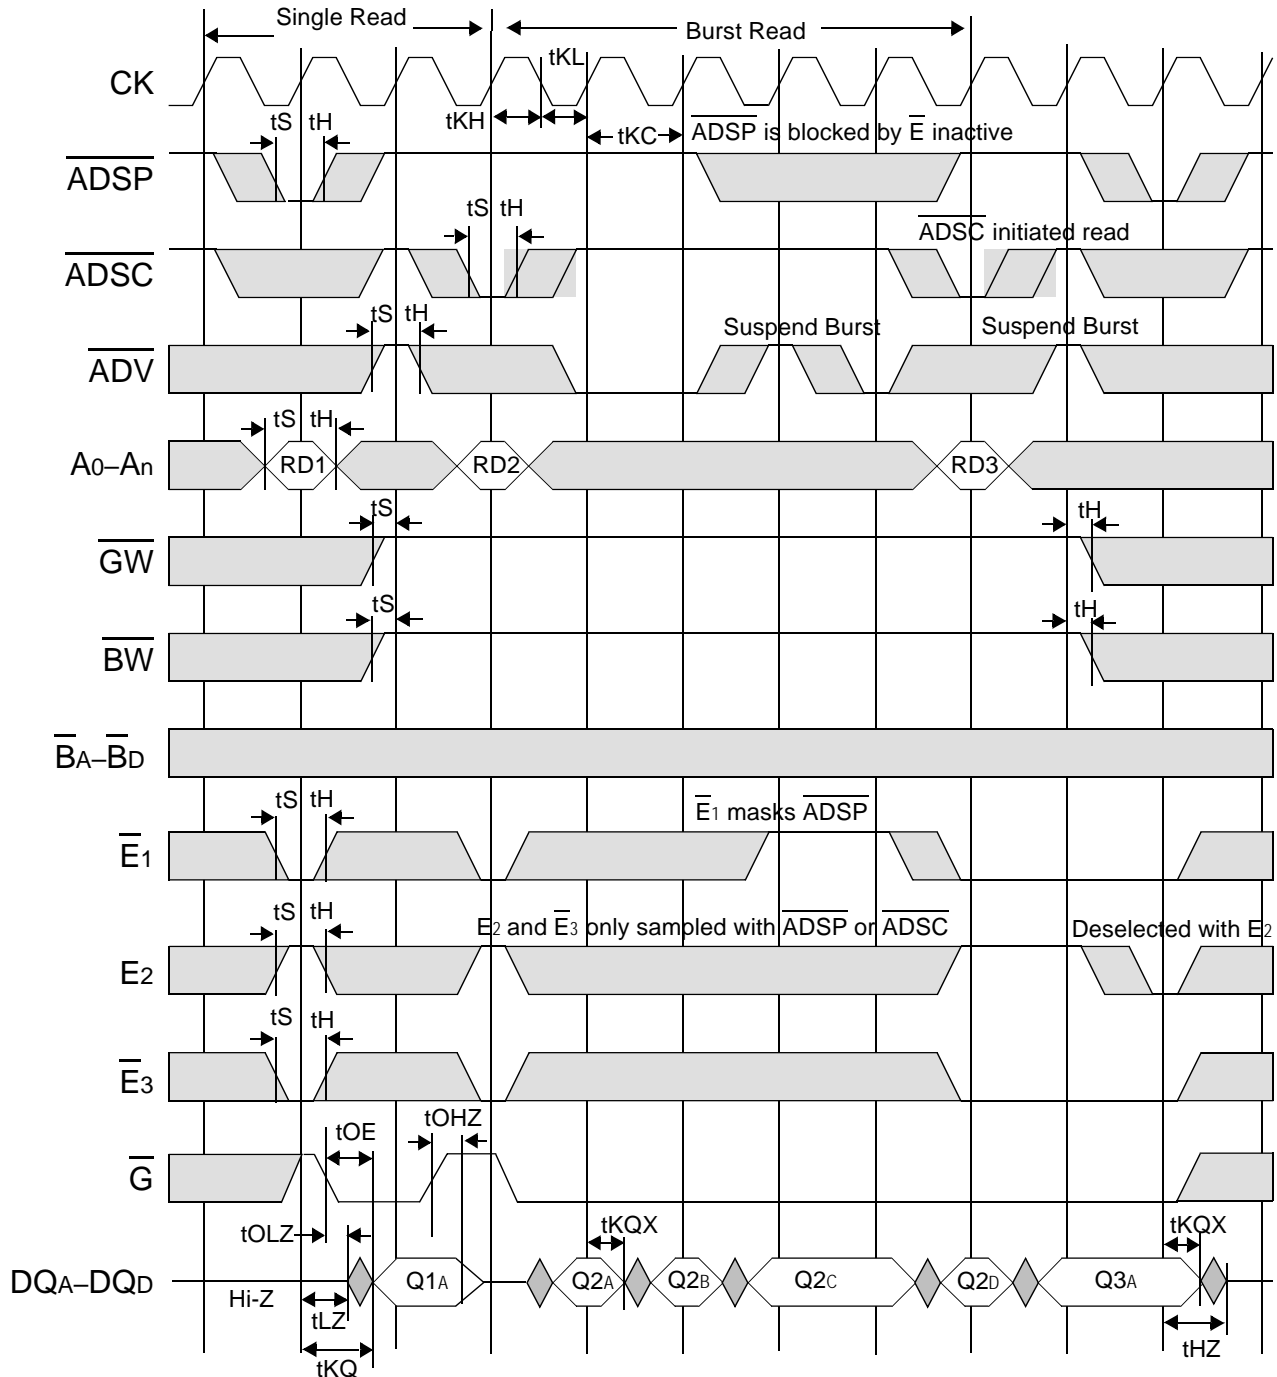 Single Read
Burst Read
CK
tKL
tKH
tKC
tS
tH
ADSP is blocked by E inactive
ADSP
tS
tH
ADSC initiated read
ADSC
tS
tH
Suspend Burst
Suspend Burst
ADV
tS
tH
A0–An
RD1
RD2
RD3
tS
tH
GW
tS
tH
BW
BA–BD
tS
tH
E1 masks ADSP
E1
tS
tH
E2 and E3 only sampled with ADSP or ADSC
Deselected with E2
E2
tS
tH
E3
tOE
tOHZ
G
tOLZ
tKQX
tKQX
DQA–DQD
Q1A
Q2A
Q2B
Q2C
Q2D
Q3A
Hi-Z
tLZ
tHZ
tKQ